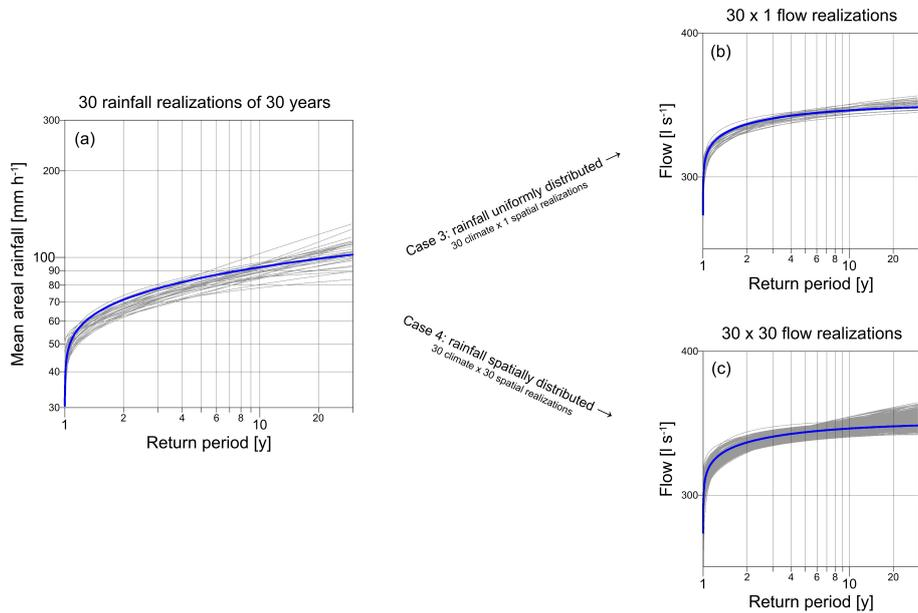 30 rainfall realizations of 30 years
(a)
Mean areal rainfall [mm h⁻¹]
300
200
100
90
80
70
60
50
40
30
1 2 4 6 8 10 20
Return period [y]
Case 3: rainfall uniformly distributed →
30 climate x 1 spatial realizations
Case 4: rainfall spatially distributed →
30 climate x 30 spatial realizations
30 x 1 flow realizations
(b)
Flow [l s⁻¹]
400
300
1 2 4 6 8 10 20
Return period [y]
30 x 30 flow realizations
(c)
Flow [l s⁻¹]
400
300
1 2 4 6 8 10 20
Return period [y]